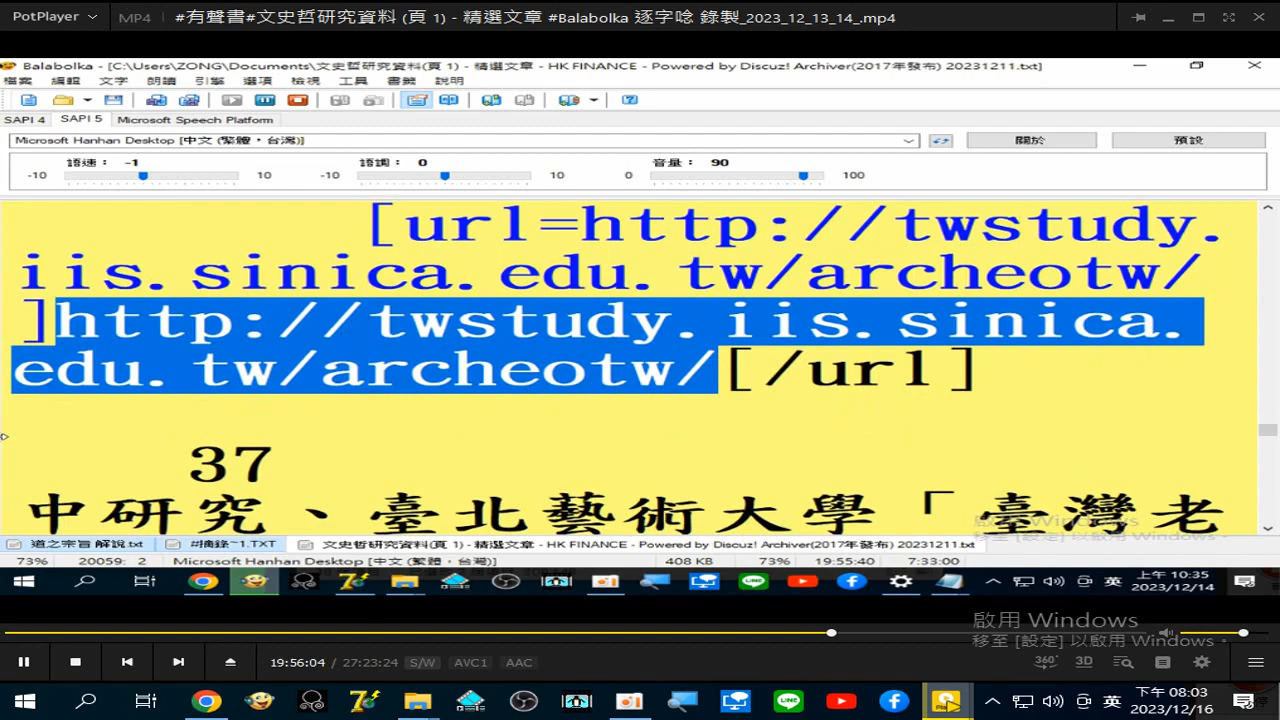 PotPlayer MP4 #有聲書#文史哲研究資料 (頁 1) - 精選文章 #Balabolka 逐字唸 錄製_2023_12_13_14_.mp4
Balabolka - [C:\Users\ZONG\Documents\文史哲研究資料(頁 1) - 精選文章 - HK FINANCE - Powered by Discuz! Archiver(2017年發布) 20231211.txt]
檔案 編輯 文字 朗讀 引擎 選項 檢視 工具 書籤 說明
SAPI 4 SAPI 5 Microsoft Speech Platform
Microsoft Hanhan Desktop [中文 (繁體，台灣)] 關於 預設
語速： -1 語調： 0 音量： 90
-10 10 -10 10 0 100
[url=http://twstudy.
iis.sinica.edu.tw/archeotw/
]http://twstudy.iis.sinica.
edu.tw/archeotw/[/url]
37
中研究、臺北藝術大學「臺灣老
啟用 Windows
移至 [設定] 以啟用 Windows。
道之宗旨 解說.txt #摘錄~1.TXT 文史哲研究資料(頁 1) - 精選文章 - HK FINANCE - Powered by Discuz! Archiver(2017年發布) 20231211.txt
73% 20059: 2 Microsoft Hanhan Desktop [中文 (繁體，台灣)] 408 KB 73% 19:55:40 7:33:00
英 上午 10:35
2023/12/14
啟用 Windows
移至 [設定] 以啟用 Windows。
19:56:04 / 27:23:24 S/W AVC1 AAC 360° 3D
英 下午 08:03
2023/12/16